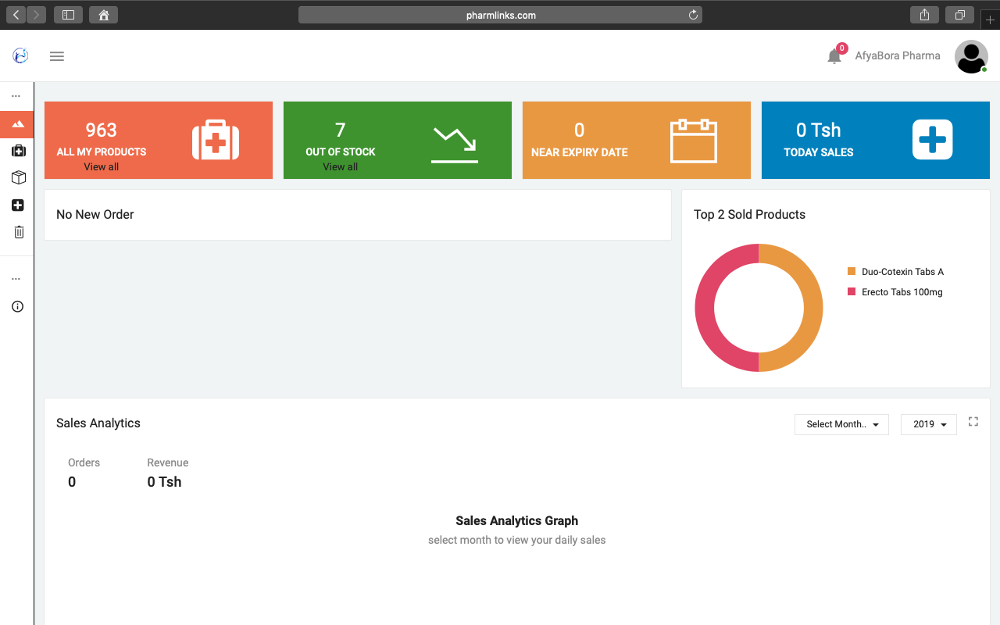 pharmlinks.com
0
AfyaBora Pharma
963
ALL MY PRODUCTS
View all
7
OUT OF STOCK
View all
0
NEAR EXPIRY DATE
0 Tsh
TODAY SALES
No New Order
Top 2 Sold Products
Duo-Cotexin Tabs A
Erecto Tabs 100mg
Sales Analytics
Select Month..
2019
Orders
Revenue
0
0 Tsh
Sales Analytics Graph
select month to view your daily sales